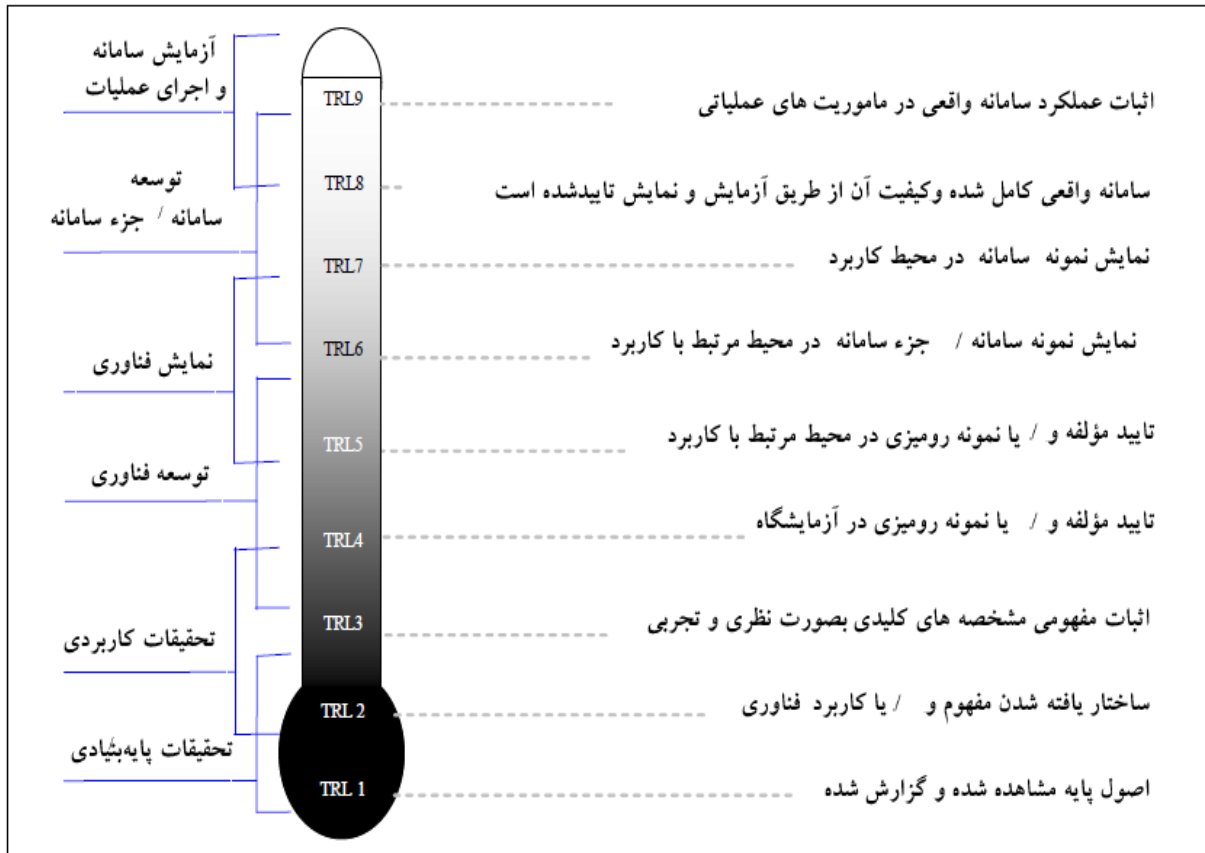 آزمایش سامانه
و اجرای عملیات
توسعه
سامانه / جزء سامانه
نمایش فناوری
توسعه فناوری
تحقیقات کاربردی
تحقیقات پایه‌بنیادی
TRL9
TRL8
TRL7
TRL6
TRL5
TRL4
TRL3
TRL 2
TRL 1
اثبات عملکرد سامانه واقعی در ماموریت های عملیاتی
سامانه واقعی کامل شده وکیفیت آن از طریق آزمایش و نمایش تاییدشده است
نمایش نمونه سامانه در محیط کاربرد
نمایش نمونه سامانه / جزء سامانه در محیط مرتبط با کاربرد
تایید مؤلفه و / یا نمونه رومیزی در محیط مرتبط با کاربرد
تایید مؤلفه و / یا نمونه رومیزی در آزمایشگاه
اثبات مفهومی مشخصه های کلیدی بصورت نظری و تجربی
ساختار یافته شدن مفهوم و / یا کاربرد فناوری
اصول پایه مشاهده شده و گزارش شده